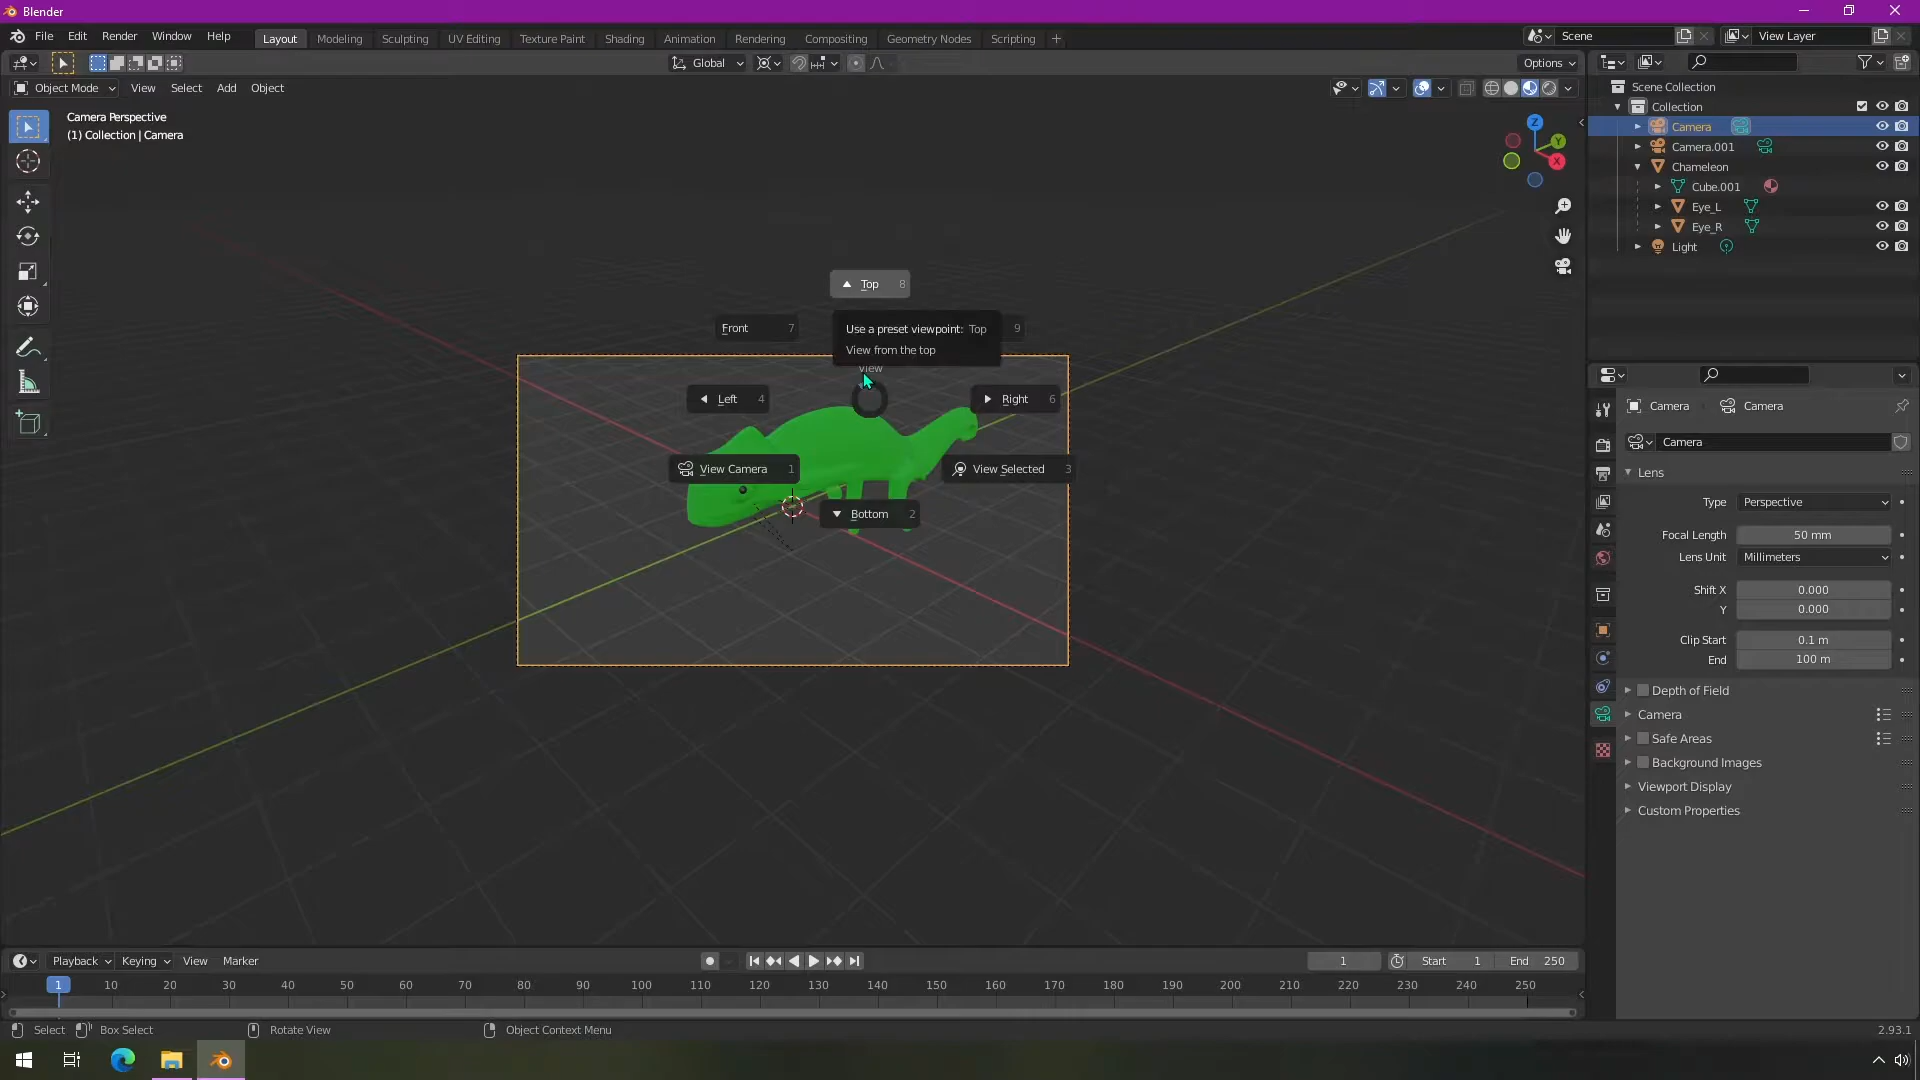 Blender
File Edit Render Window Help Layout Modeling Sculpting UV Editing Texture Paint Shading Animation Rendering Compositing Geometry Nodes Scripting + Scene View Layer
Global Options
Object Mode View Select Add Object
Camera Perspective
(1) Collection | Camera
Z
Y
X
Top 8
Front 7
Use a preset viewpoint: Top
View from the top
9
View
Left 4
Right 6
View Camera 1
View Selected 3
Bottom 2
Scene Collection
Collection
Camera
Camera.001
Chameleon
Cube.001
Eye_L
Eye_R
Light
Camera Camera
Camera
Lens
Type Perspective
Focal Length 50 mm
Lens Unit Millimeters
Shift X 0.000
Y 0.000
Clip Start 0.1 m
End 100 m
Depth of Field
Camera
Safe Areas
Background Images
Viewport Display
Custom Properties
Playback Keying View Marker 1 Start 1 End 250
1 10 20 30 40 50 60 70 80 90 100 110 120 130 140 150 160 170 180 190 200 210 220 230 240 250
Select Box Select Rotate View Object Context Menu 2.93.1